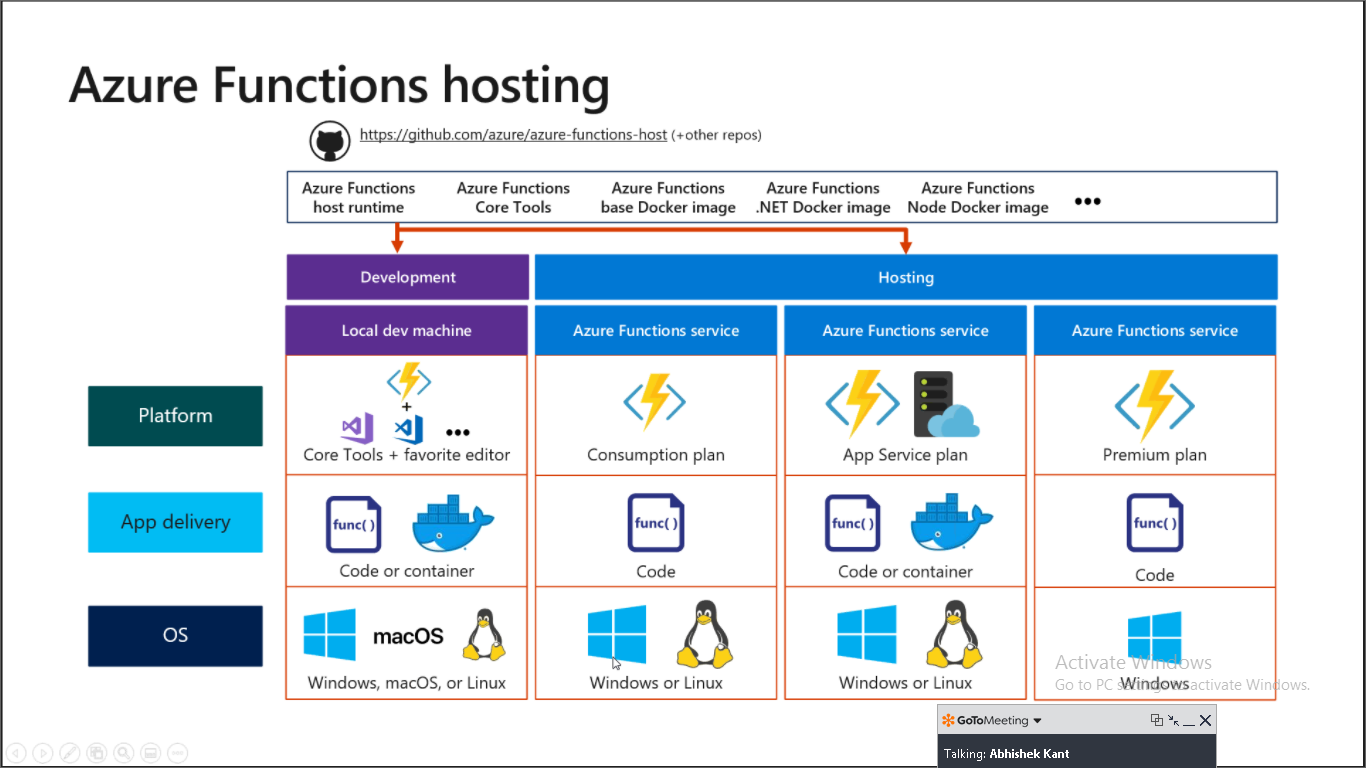 Azure Functions hosting
https://github.com/azure/azure-functions-host (+other repos)
Azure Functions
host runtime
Azure Functions
Core Tools
Azure Functions
base Docker image
Azure Functions
.NET Docker image
Azure Functions
Node Docker image
•••
Development
Hosting
Local dev machine
Azure Functions service
Azure Functions service
Azure Functions service
Platform
+
•••
Core Tools + favorite editor
Consumption plan
App Service plan
Premium plan
App delivery
func( )
func( )
func( )
func( )
Code or container
Code
Code or container
Code
OS
macOS
Windows, macOS, or Linux
Windows or Linux
Windows or Linux
Windows
Activate Windows
Go to PC settings to activate Windows.
GoToMeeting
Talking: Abhishek Kant